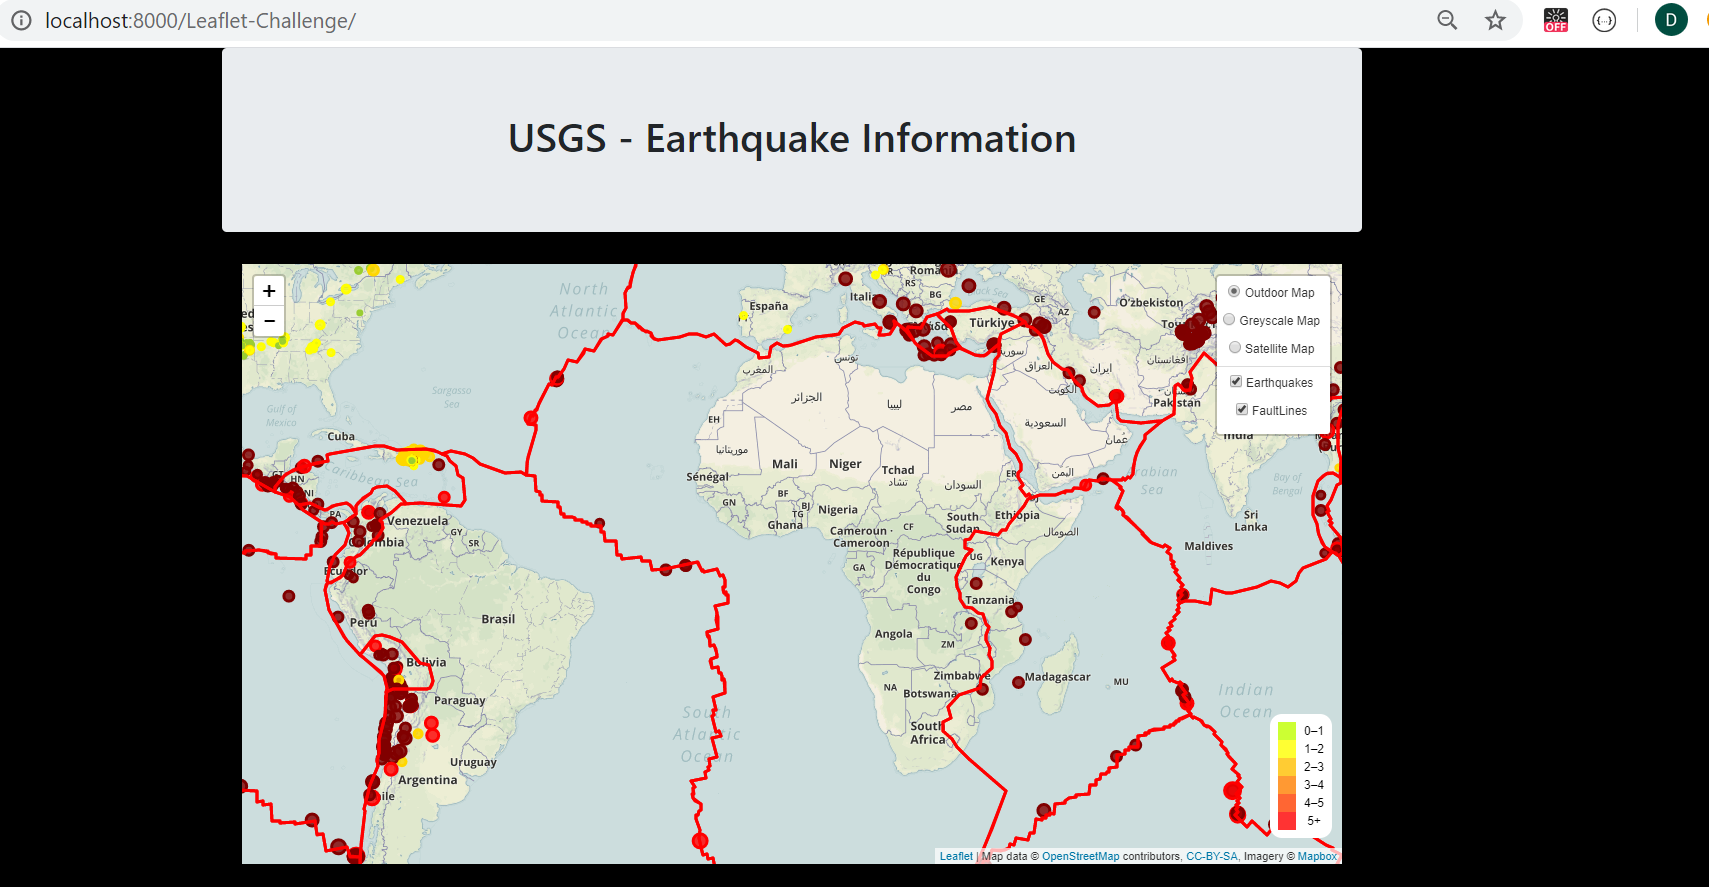 localhost:8000/Leaflet-Challenge/
OFF
{...}
D
USGS - Earthquake Information
+
−
North
Atlantic
Ocean
Sargasso
Sea
Gulf of
Mexico
Cuba
Caribbean Sea
HN
NI
PA
Venezuela
GY
SR
Colombia
Ecuador
Perú
Brasil
Bolivia
Paraguay
Uruguay
Argentina
South
Atlantic
Ocean
España
Italia
România
RS
BG
Türkiye
GE
AZ
O'zbekiston
تونس
المغرب
الجزائر
ليبيا
مصر
EH
موريتانيا
Mali
Niger
Tchad
تشاد
السودان
ER
Sénégal
GN
BF
TG
BJ
Ghana
Nigeria
Cameroun -
Cameroon
CF
South
Sudan
Ethiopia
الصومال
République
Démocratique
du
Congo
GA
UG
Kenya
Tanzania
Angola
ZM
Zimbabwe
NA
Botswana
South
Africa
Madagascar
MU
سوريا
العراق
ایران
الكويت
السعودية
عمان
اليمن
افغانستان
Pakistan
India
Arabian
Sea
Bay of
Bengal
Sri
Lanka
Maldives
Indian
Ocean
Outdoor Map
Greyscale Map
Satellite Map
Earthquakes
FaultLines
0–1
1–2
2–3
3–4
4–5
5+
Leaflet | Map data © OpenStreetMap contributors, CC-BY-SA, Imagery © Mapbox